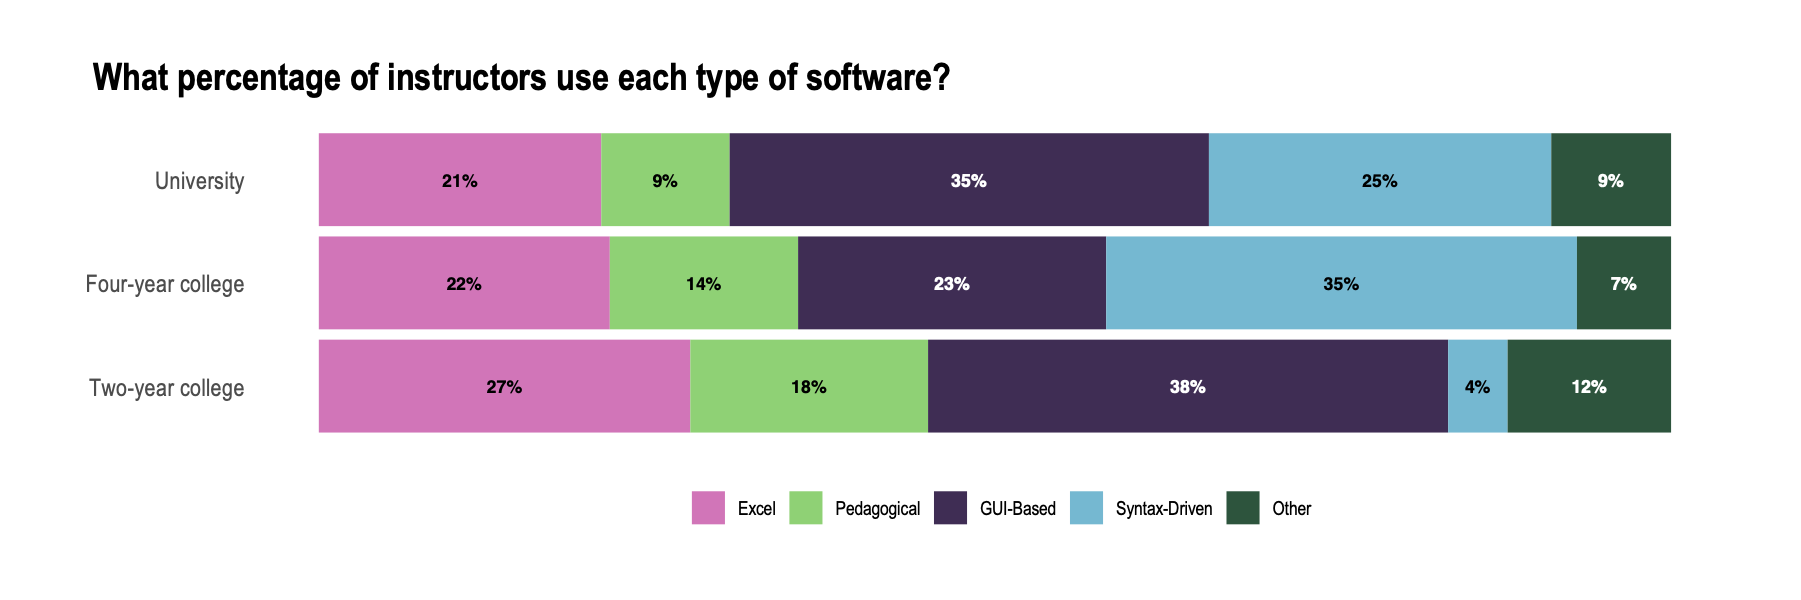 What percentage of instructors use each type of software?
University 21% 9% 35% 25% 9%
Four-year college 22% 14% 23% 35% 7%
Two-year college 27% 18% 38% 4% 12%
Excel Pedagogical GUI-Based Syntax-Driven Other